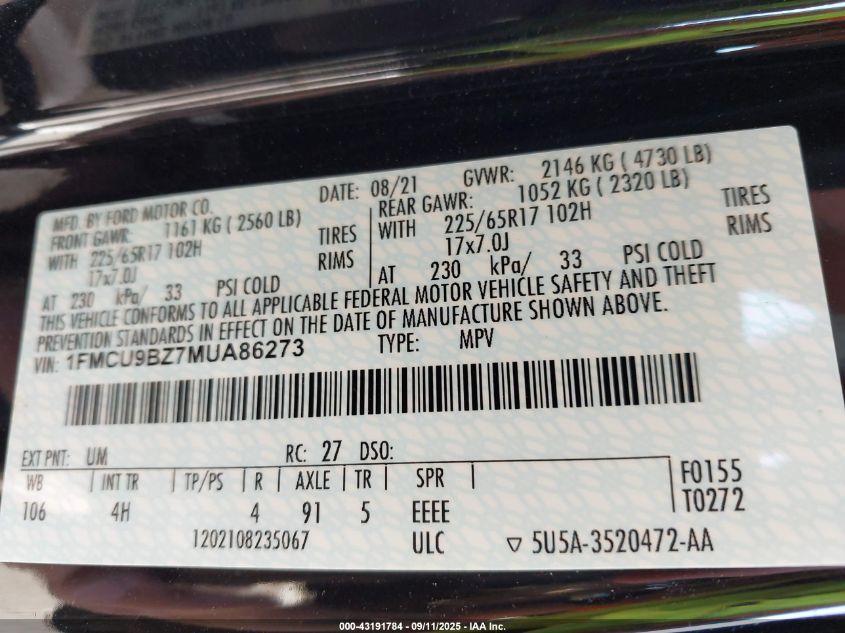 MFD. BY FORD MOTOR CO.
DATE: 08/21 GVWR: 2146 KG ( 4730 LB)
FRONT GAWR: 1161 KG ( 2560 LB)
REAR GAWR: 1052 KG ( 2320 LB)
WITH 225/65R17 102H TIRES
WITH 225/65R17 102H TIRES
17x7.0J RIMS
17x7.0J RIMS
AT 230 kPa/ 33 PSI COLD
AT 230 kPa/ 33 PSI COLD
THIS VEHICLE CONFORMS TO ALL APPLICABLE FEDERAL MOTOR VEHICLE SAFETY AND THEFT
PREVENTION STANDARDS IN EFFECT ON THE DATE OF MANUFACTURE SHOWN ABOVE.
VIN: 1FMCU9BZ7MUA86273 TYPE: MPV
EXT PNT: UM RC: 27 DSO:
WB INT TR TP/PS R AXLE TR SPR
F0155
T0272
106 4H 4 91 5 EEEE
1202108235067 ULC ▽ 5U5A-3520472-AA
000-43191784 - 09/11/2025 - IAA Inc.